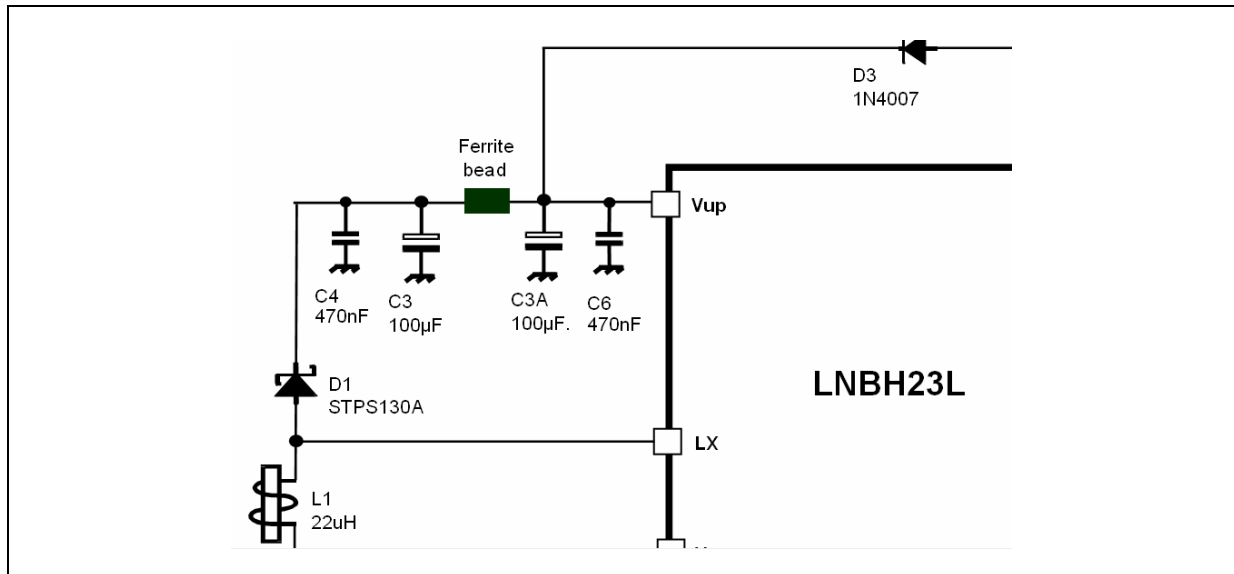 D3
1N4007
Ferrite
bead
Vup
C4
470nF
C3
100µF
C3A
100µF.
C6
470nF
LNBH23L
D1
STPS130A
LX
L1
22uH